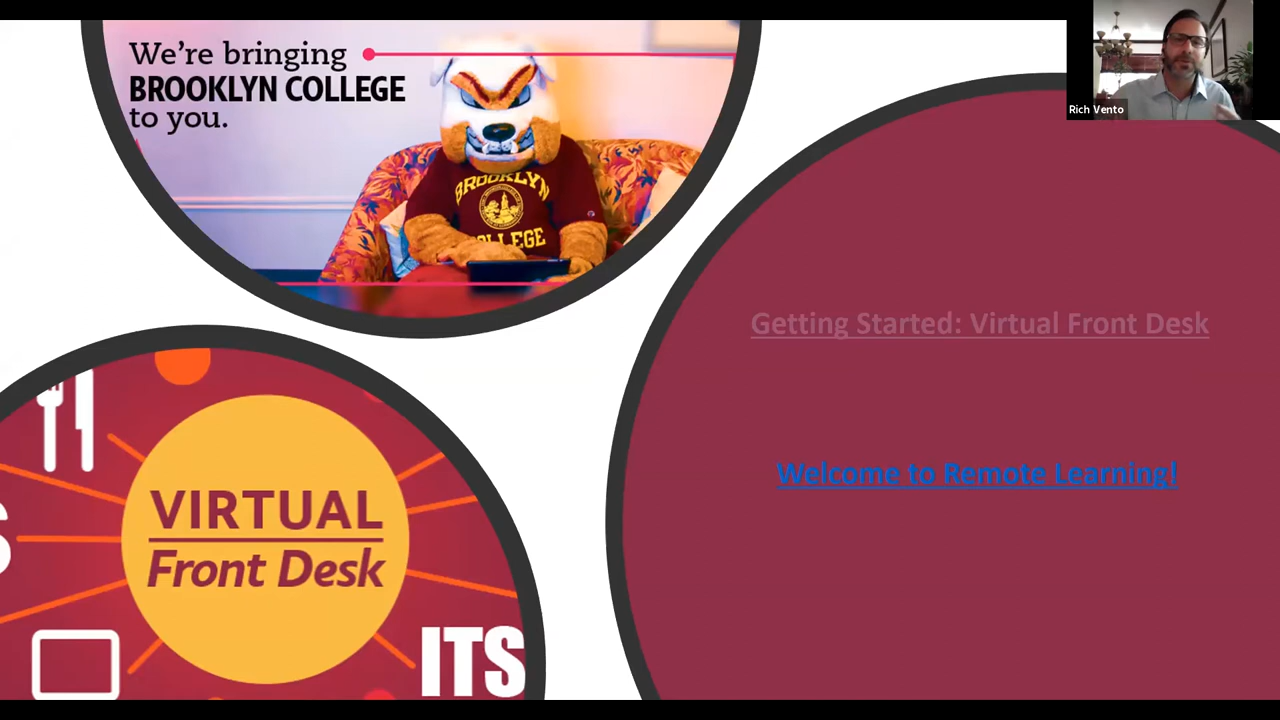 We're bringing
BROOKLYN COLLEGE
to you.
BROOKLYN
COLLEGE
Rich Vento
Getting Started: Virtual Front Desk
Welcome to Remote Learning!
VIRTUAL
Front Desk
S
ITS